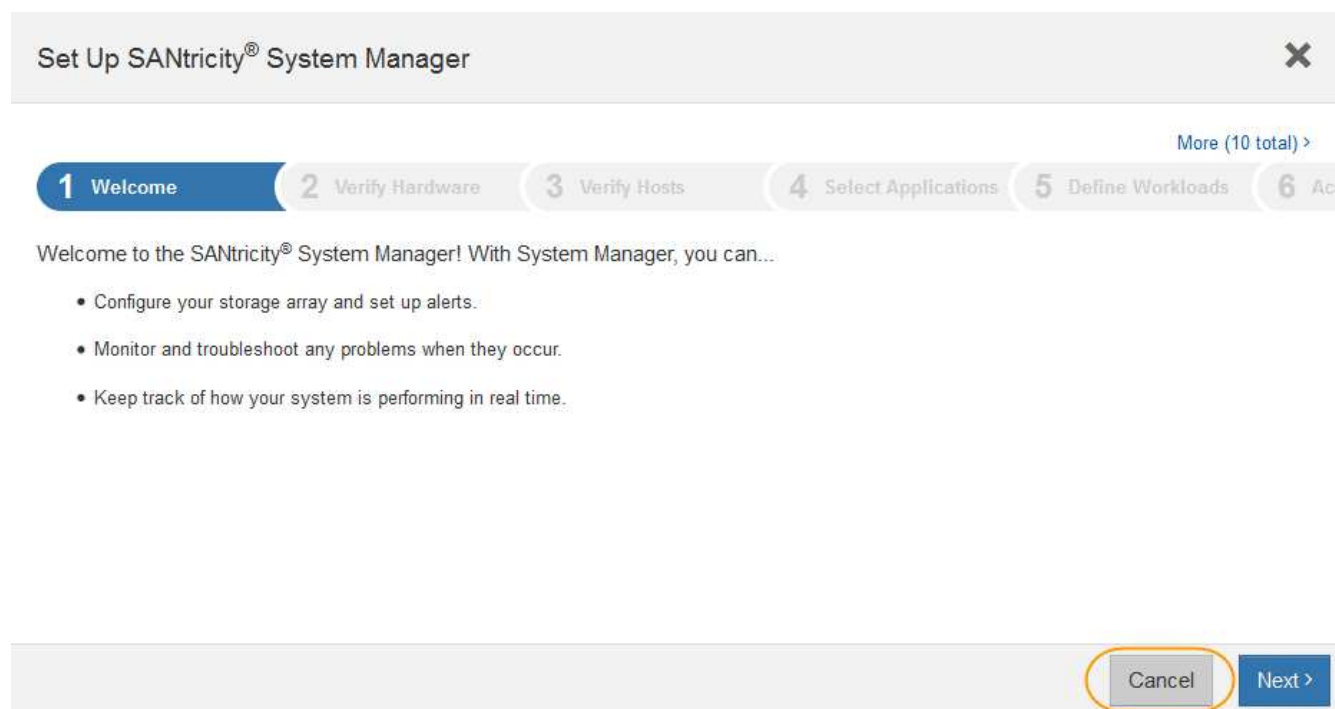 Set Up SANtricity® System Manager
More (10 total) >
1 Welcome 2 Verify Hardware 3 Verify Hosts 4 Select Applications 5 Define Workloads 6 Ac
Welcome to the SANtricity® System Manager! With System Manager, you can...
• Configure your storage array and set up alerts.
• Monitor and troubleshoot any problems when they occur.
• Keep track of how your system is performing in real time.
Cancel Next >